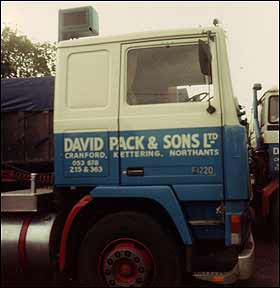 DAVID PACK & SONS LTD
CRANFORD, KETTERING, NORTHANTS
053 678
215 & 363
F1220